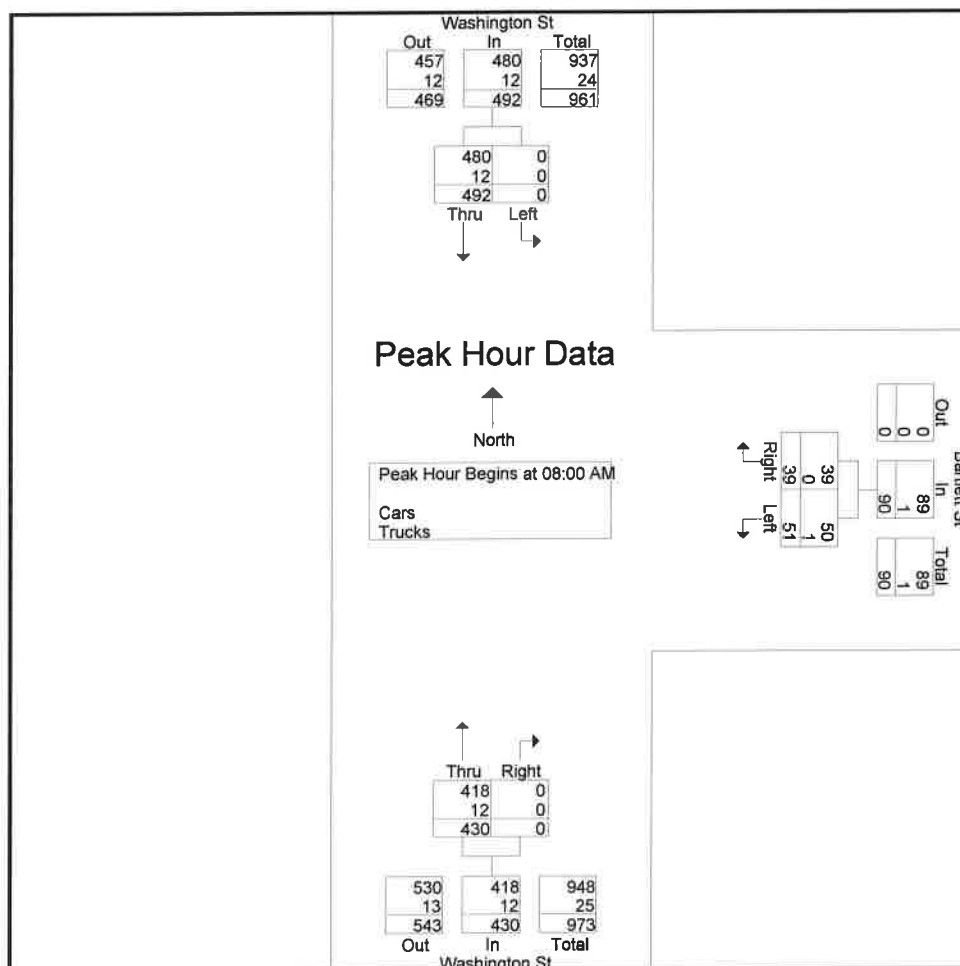 Washington St
Out In Total
457 480 937
12 12 24
469 492 961
480 0
12 0
492 0
Thru Left
Peak Hour Data
North
Peak Hour Begins at 08:00 AM
Cars
Trucks
Out In Total
0 89 89
0 1 1
0 90 90
39 50
0 1
39 51
Right Left
Thru Right
418 0
12 0
430 0
530 418 948
13 12 25
543 430 973
Out In Total
Washington St